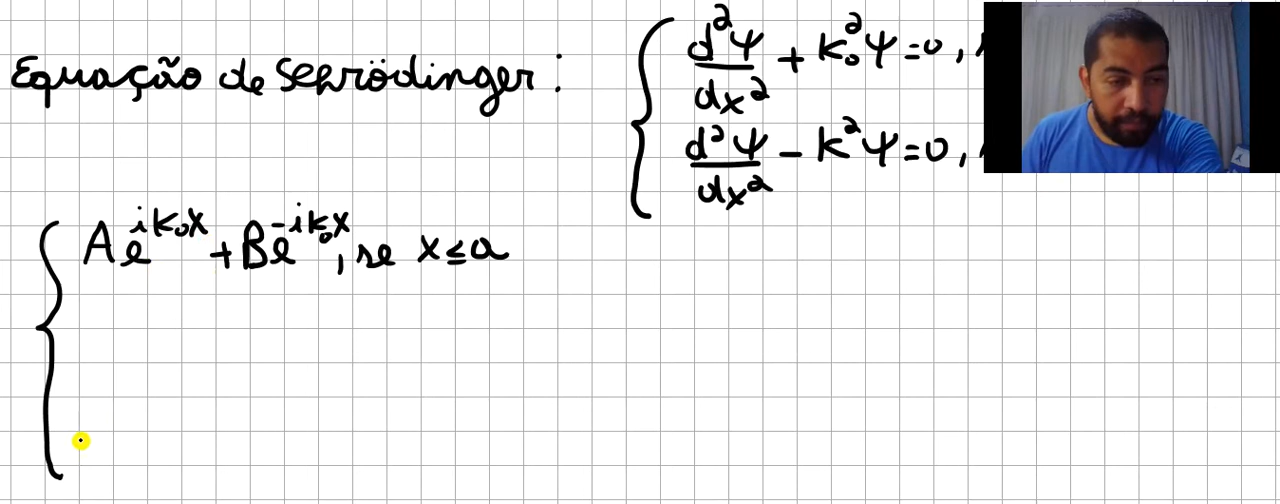 Equação de Schrödinger:
d²Ψ/dx² + k₀²Ψ=0,
d²Ψ/dx² - k²Ψ=0,
Ae^{ik₀x} + Be^{-ik₀x}, se x≤a